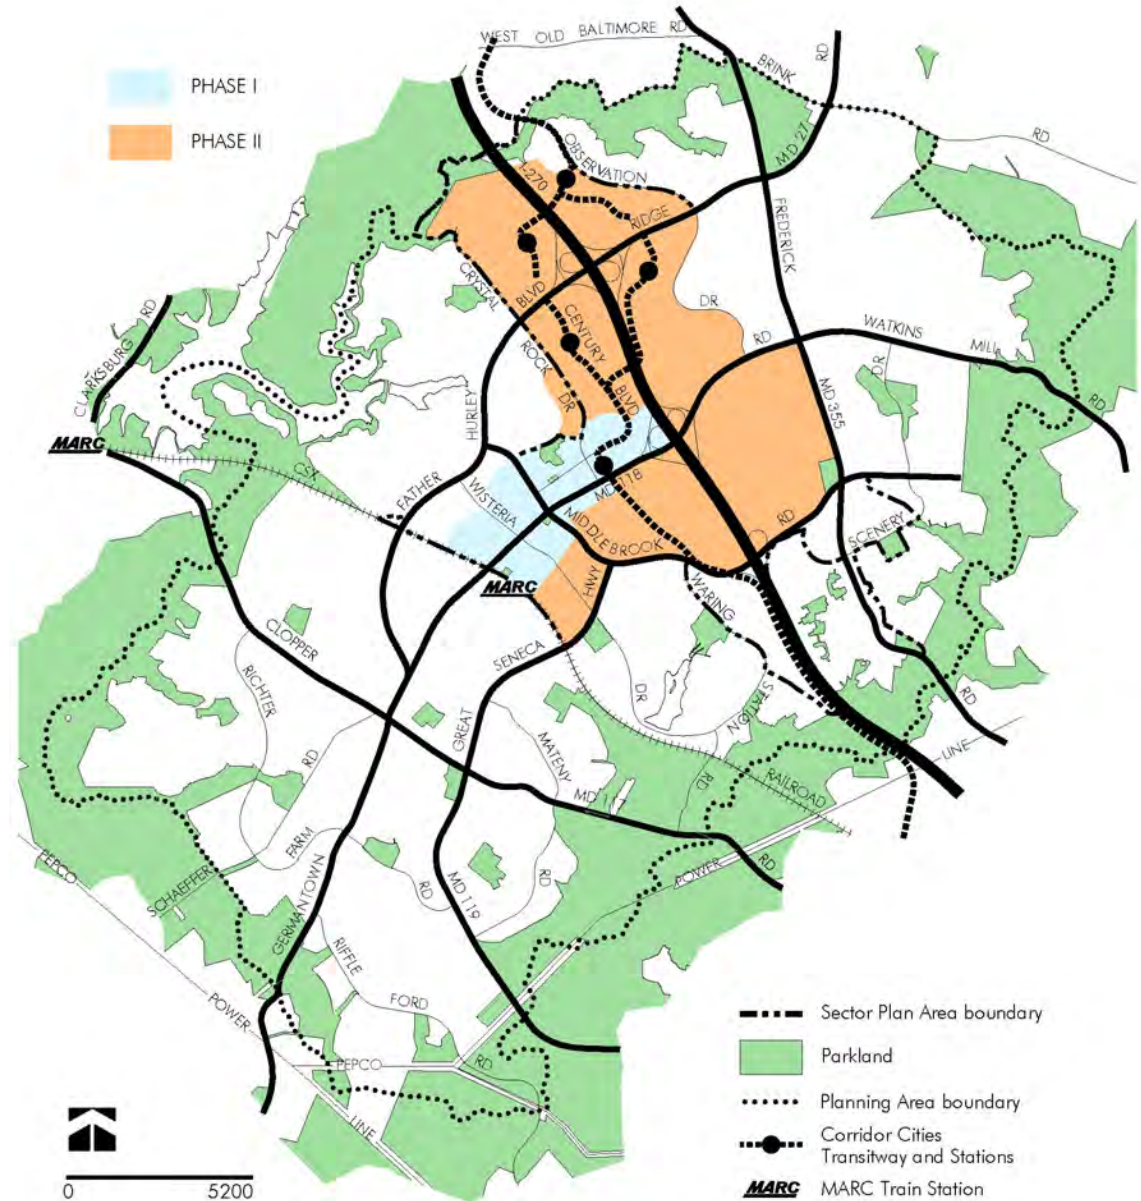 WEST OLD BALTIMORE RD
BRINK
RD
RD
PHASE I
PHASE II
MD 27
OBSERVATION
I-270
RIDGE
FREDERICK
CRYSTAL
BLVD
DR
CENTURY
ROCK
RD
WATKINS
MILL
RD
DR
CLARKSBURG RD
BLVD
DR
MD 355
HURLEY
MARC
CSX
FATHER
WISTERIA
MD 118
MIDDLEBROOK
RD
SCENERY
MARC
HWY
WARING
CLOPPER
SENECA
DR
STATION
RD
RICHTER
RD
GREAT
MATENY
RD
LINE
RAILROAD
MD 117
RD
FARM
POWER
PEPCO
SCHAEFFER
RD
MD 119
RD
GERMANTOWN
RIFFLE
FORD
POWER
RD
PEPCO
LINE
Sector Plan Area boundary
Parkland
Planning Area boundary
Corridor Cities
Transitway and Stations
MARC MARC Train Station
0 5200